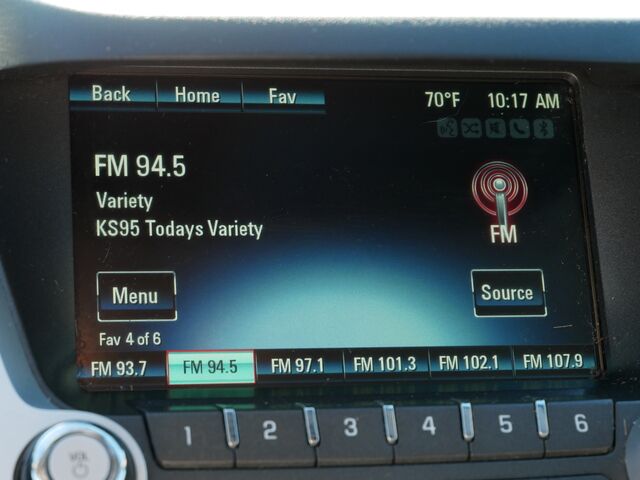 Back Home Fav 70°F 10:17 AM
FM 94.5
Variety
KS95 Todays Variety
FM
Menu Source
Fav 4 of 6
FM 93.7 FM 94.5 FM 97.1 FM 101.3 FM 102.1 FM 107.9
1 2 3 4 5 6
VOL